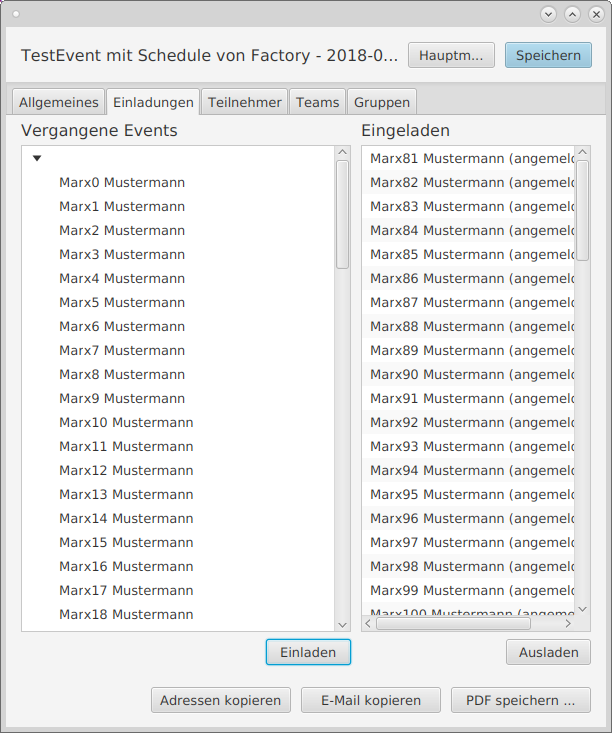 TestEvent mit Schedule von Factory - 2018-0...
Hauptm...
Speichern
Allgemeines
Einladungen
Teilnehmer
Teams
Gruppen
Vergangene Events
Marx0 Mustermann
Marx1 Mustermann
Marx2 Mustermann
Marx3 Mustermann
Marx4 Mustermann
Marx5 Mustermann
Marx6 Mustermann
Marx7 Mustermann
Marx8 Mustermann
Marx9 Mustermann
Marx10 Mustermann
Marx11 Mustermann
Marx12 Mustermann
Marx13 Mustermann
Marx14 Mustermann
Marx15 Mustermann
Marx16 Mustermann
Marx17 Mustermann
Marx18 Mustermann
Einladen
Eingeladen
Marx81 Mustermann (angemeld
Marx82 Mustermann (angemeld
Marx83 Mustermann (angemeld
Marx84 Mustermann (angemeld
Marx85 Mustermann (angemeld
Marx86 Mustermann (angemeld
Marx87 Mustermann (angemeld
Marx88 Mustermann (angemeld
Marx89 Mustermann (angemeld
Marx90 Mustermann (angemeld
Marx91 Mustermann (angemeld
Marx92 Mustermann (angemeld
Marx93 Mustermann (angemeld
Marx94 Mustermann (angemeld
Marx95 Mustermann (angemeld
Marx96 Mustermann (angemeld
Marx97 Mustermann (angemeld
Marx98 Mustermann (angemeld
Marx99 Mustermann (angemeld
Marx100 Mustermann (angeme
Ausladen
Adressen kopieren
E-Mail kopieren
PDF speichern ...